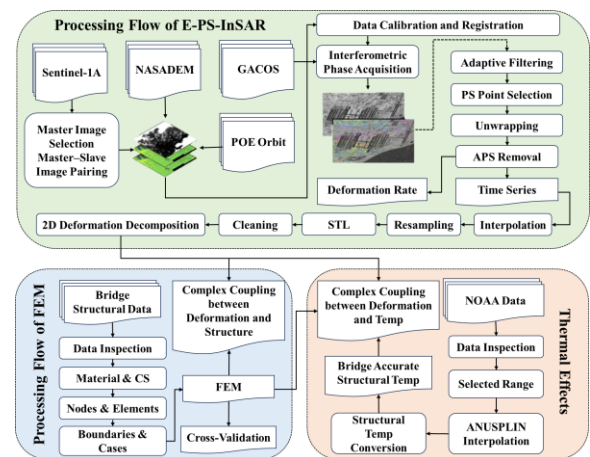 Processing Flow of E-PS-InSAR
Sentinel-1A
NASADEM
GACOS
Data Calibration and Registration
Interferometric
Phase Acquisition
Adaptive Filtering
PS Point Selection
Unwrapping
APS Removal
Master Image
Selection
Master–Slave
Image Pairing
POE Orbit
Deformation Rate
Time Series
2D Deformation Decomposition
Cleaning
STL
Resampling
Interpolation
Processing Flow of FEM
Bridge
Structural Data
Data Inspection
Material & CS
Nodes & Elements
Boundaries &
Cases
Complex Coupling
between
Deformation and
Structure
FEM
Cross-Validation
Complex Coupling
between Deformation
and Temp
Bridge Accurate
Structural Temp
Structural
Temp
Conversion
NOAA Data
Data Inspection
Selected Range
ANUSPLIN
Interpolation
Thermal Effects